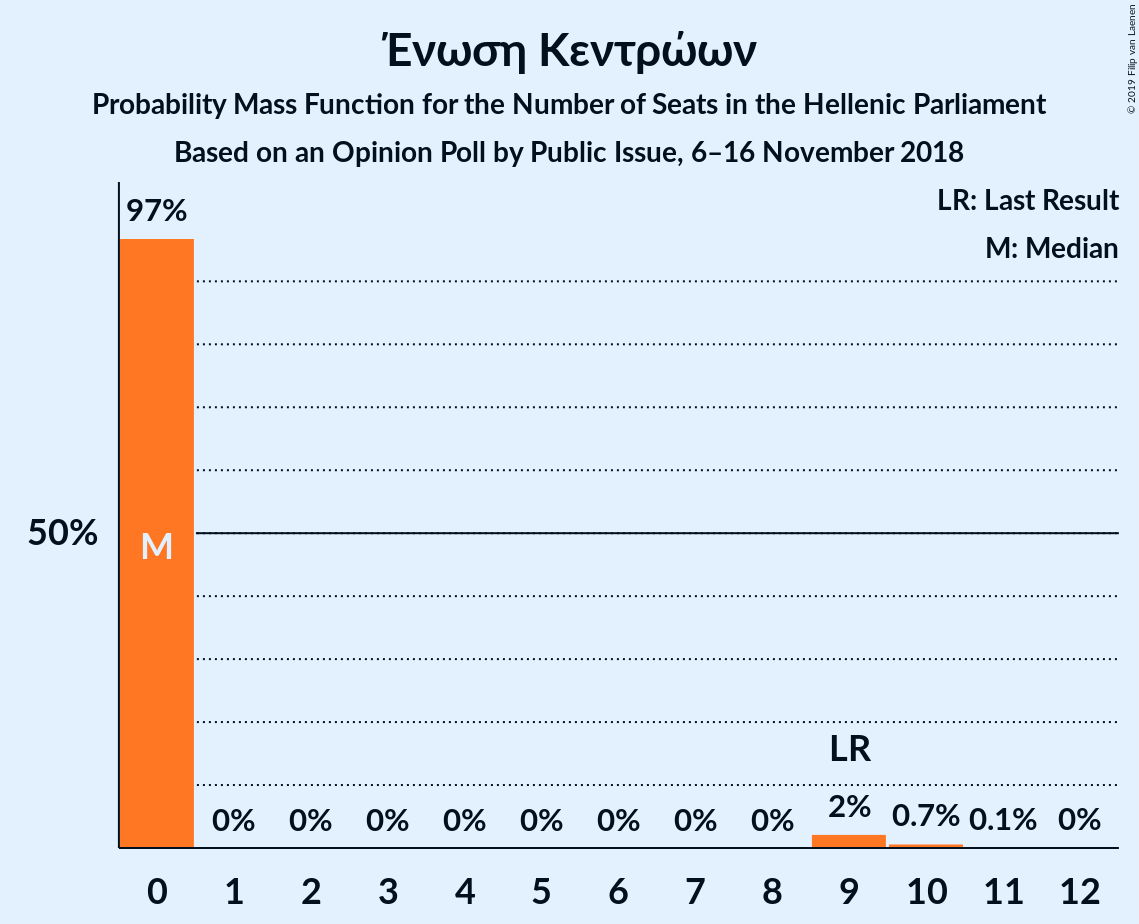 Ένωση Κεντρώων
Probability Mass Function for the Number of Seats in the Hellenic Parliament
Based on an Opinion Poll by Public Issue, 6–16 November 2018
© 2019 Filip van Laenen
LR: Last Result
M: Median
97%
50%
M
LR
0% 0% 0% 0% 0% 0% 0% 0% 2% 0.7% 0.1% 0%
0 1 2 3 4 5 6 7 8 9 10 11 12